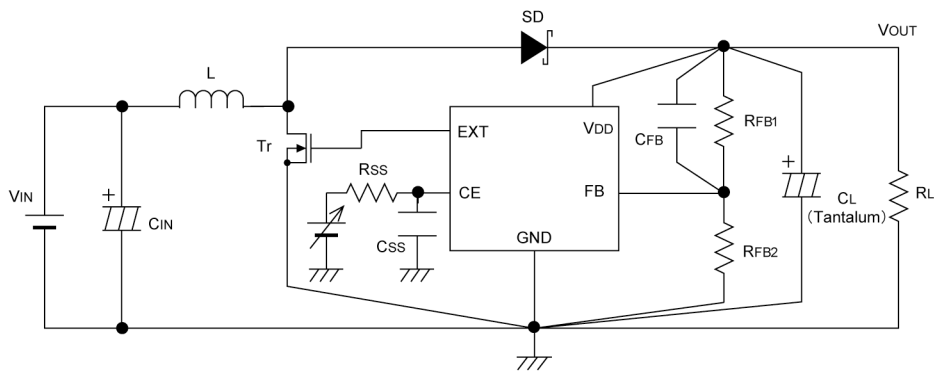 SD
VOUT
L
Tr
EXT
VDD
CFB
RFB1
VIN
+
CIN
RSS
CE
FB
+
CL
(Tantalum)
RL
CSS
GND
RFB2